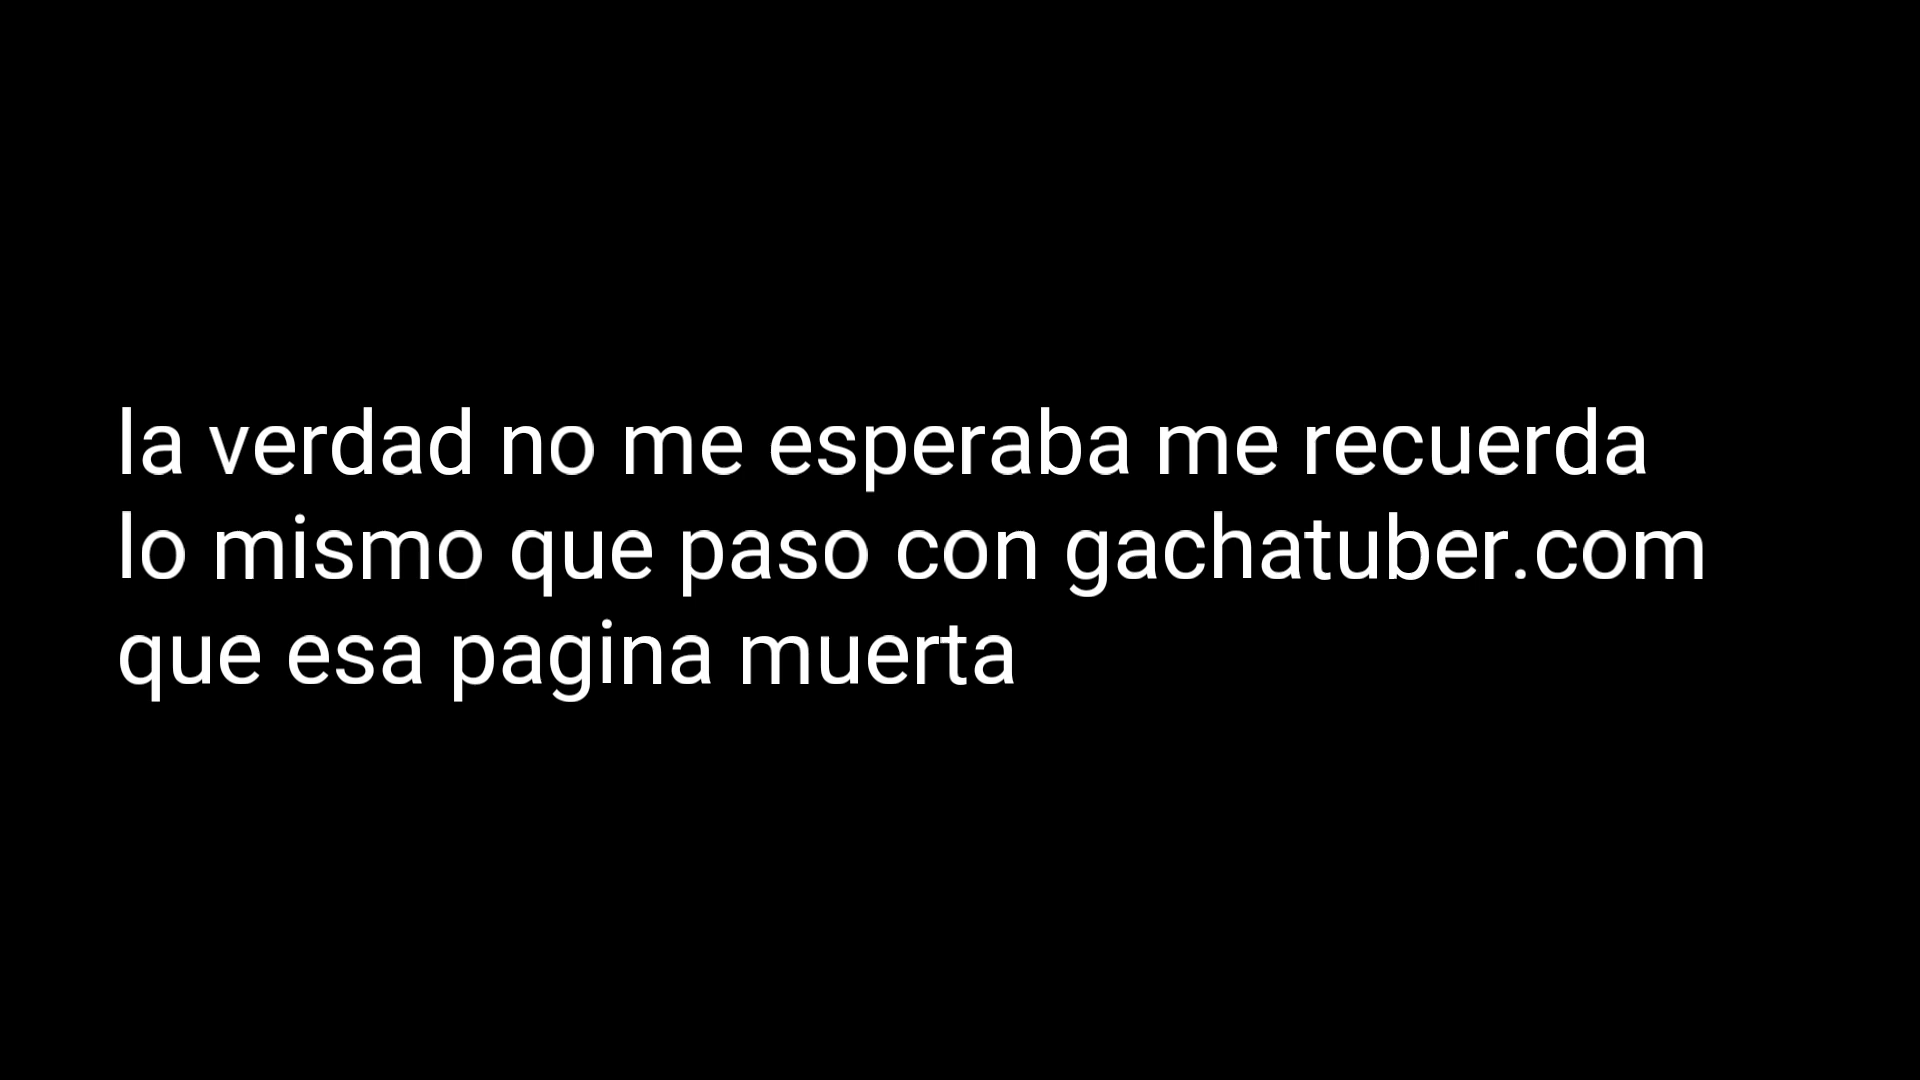 la verdad no me esperaba me recuerda
lo mismo que paso con gachatuber.com
que esa pagina muerta